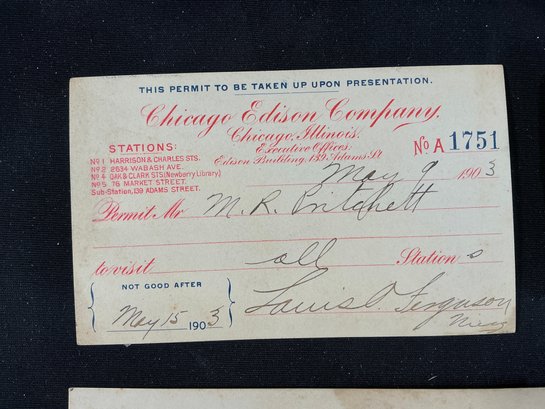 THIS PERMIT TO BE TAKEN UP UPON PRESENTATION.
Chicago Edison Company,
Chicago, Illinois.
Executive Offices.
Edison Building, 139 Adams St
No A 1751
STATIONS:
No 1 HARRISON & CHARLES STS.
No 2 2634 WABASH AVE.
No 4 OAK & CLARK STS (Newberry Library)
No 5 76 MARKET STREET.
Sub-Station, 139 ADAMS STREET.
May 9 1903
Permit Mr M. R. Pritchett
to visit all Station s
NOT GOOD AFTER
May 15 1903
Louis A. Ferguson